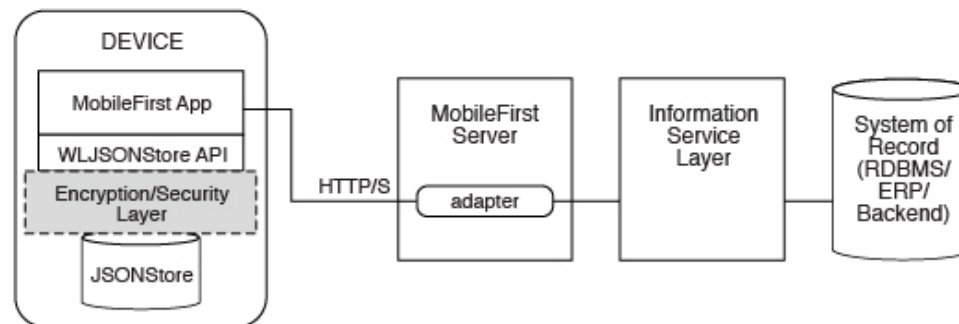 DEVICE
MobileFirst App
WLJSONStore API
Encryption/Security
Layer
JSONStore
HTTP/S
MobileFirst
Server
adapter
Information
Service
Layer
System of
Record
(RDBMS/
ERP/
Backend)